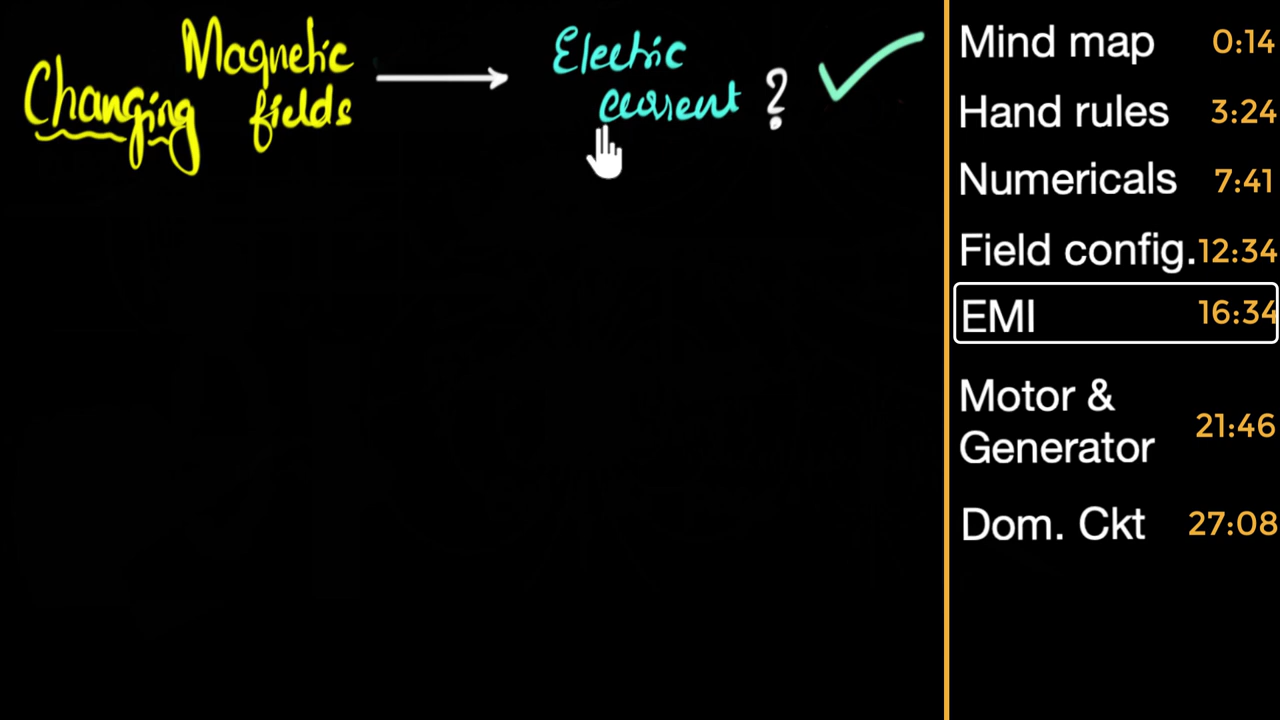 Changing Magnetic fields
Electric current ? ✓
Mind map 0:14
Hand rules 3:24
Numericals 7:41
Field config. 12:34
EMI 16:34
Motor &
Generator 21:46
Dom. Ckt 27:08